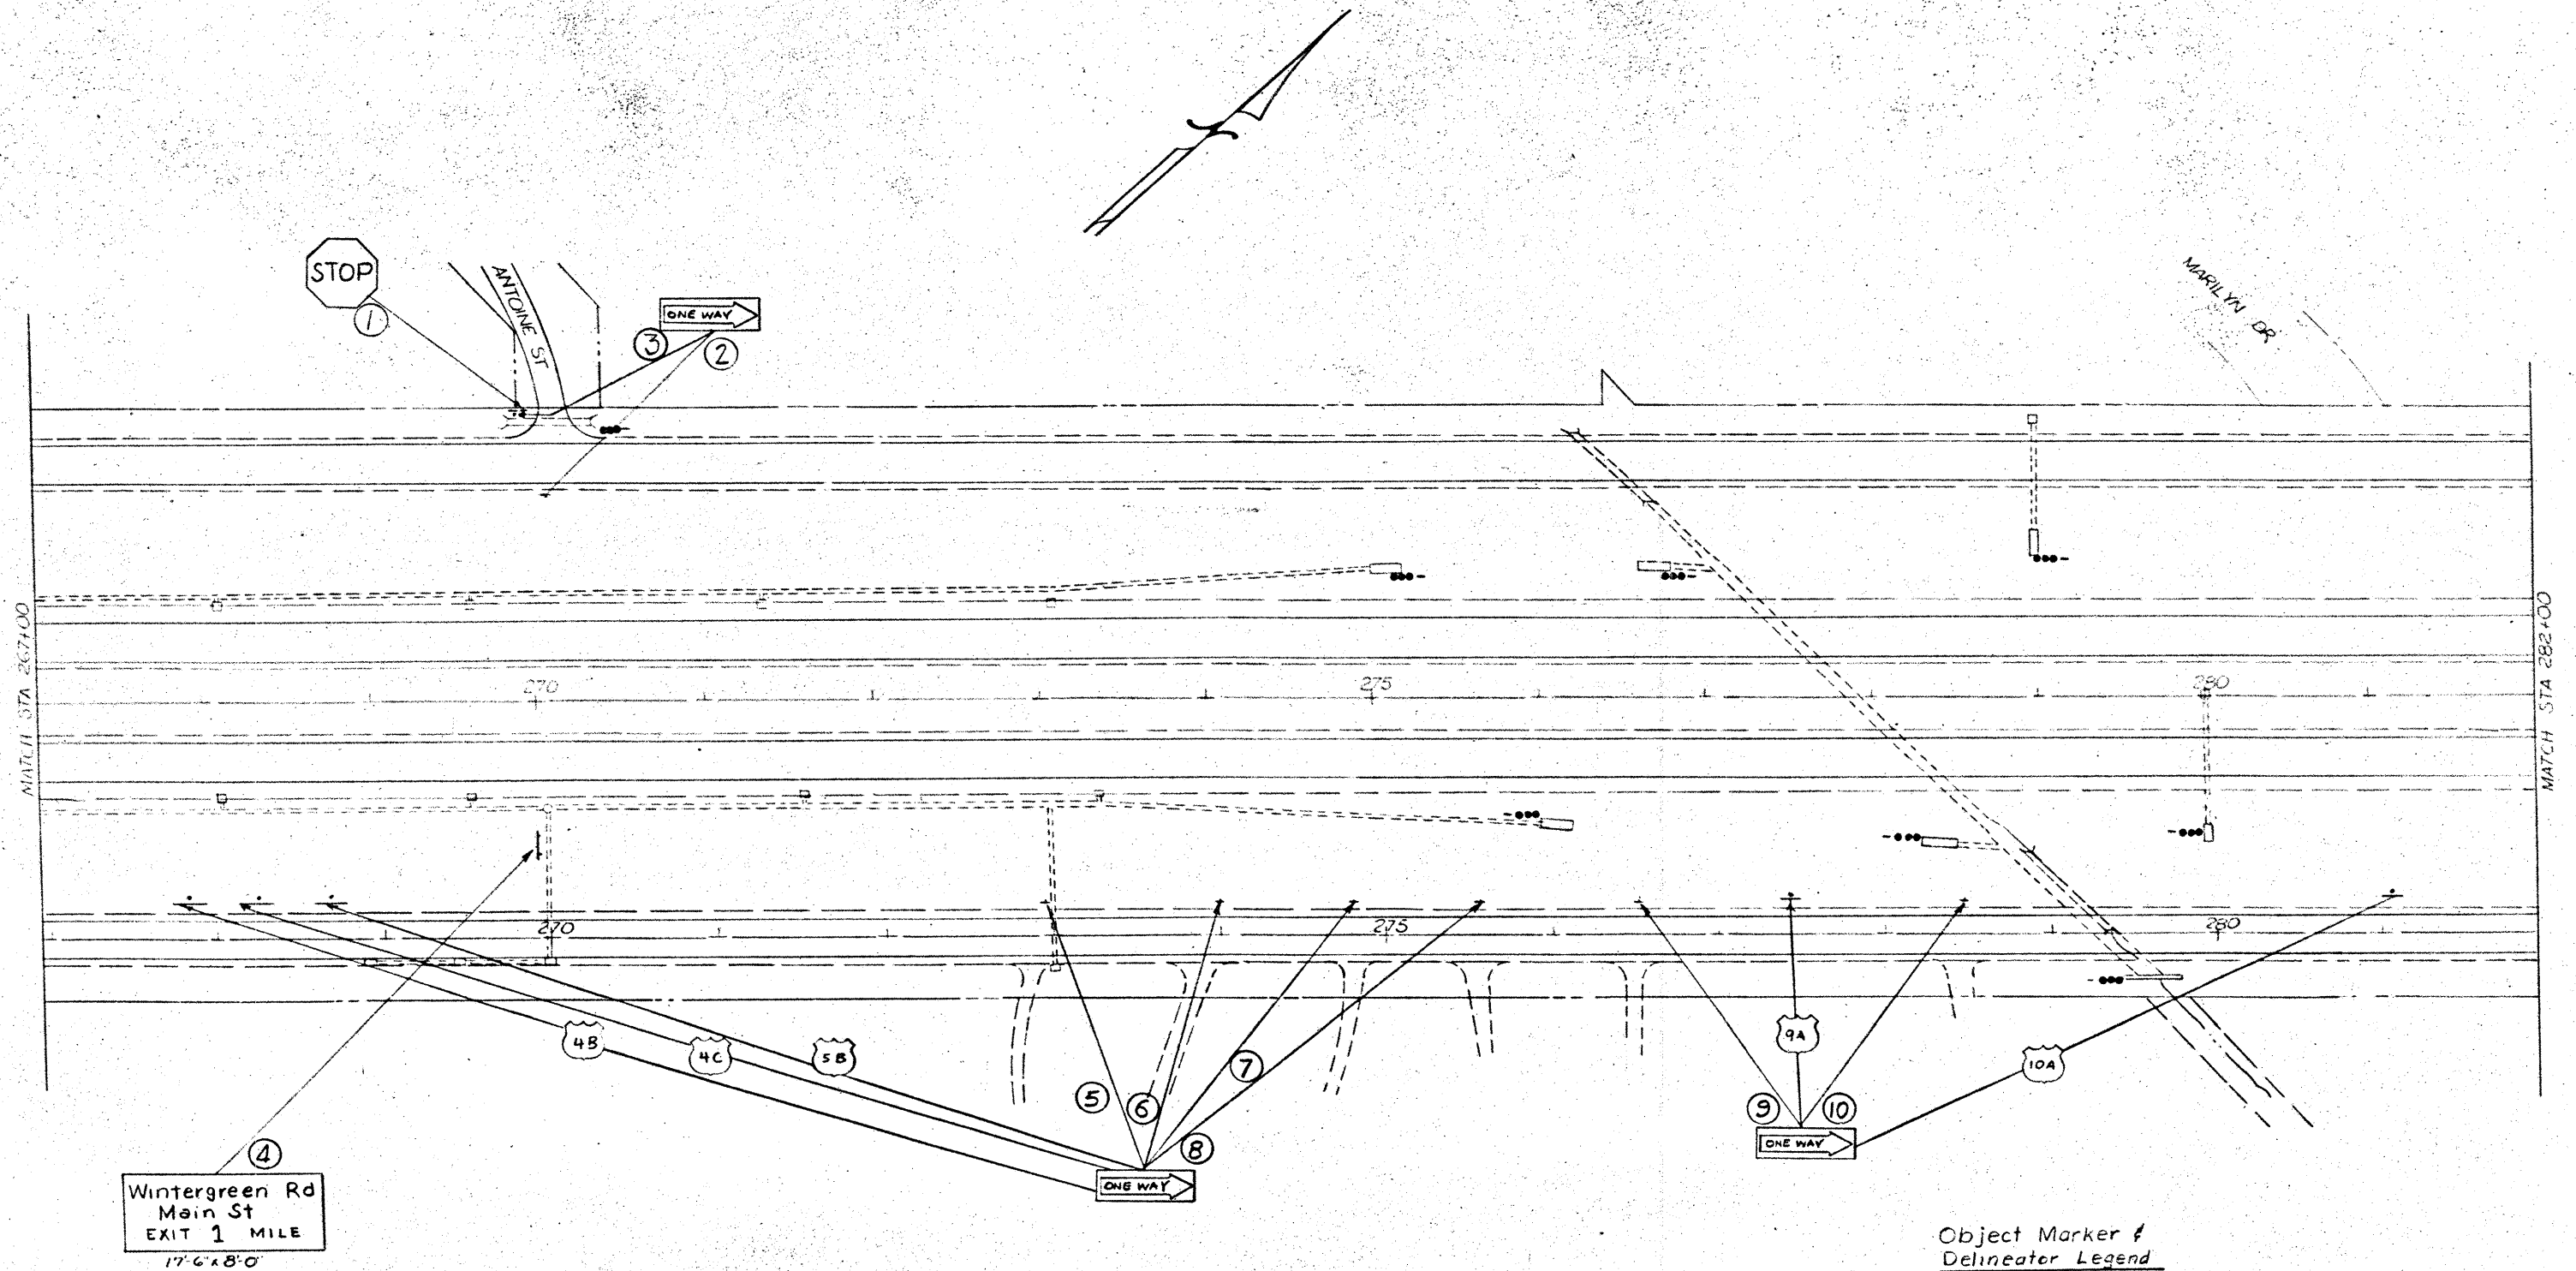 STOP
1
ANTOINE ST
ONE WAY
3
2
MARILYN DR
MATCH STA 267+00
270
275
280
MATCH STA 282+00
270
275
280
4B
4C
5B
9A
10A
5
6
7
8
9
10
ONE WAY
ONE WAY
4
Wintergreen Rd
Main St
EXIT 1 MILE
17'-6" x 8'-0"
Object Marker &
Delineator Legend